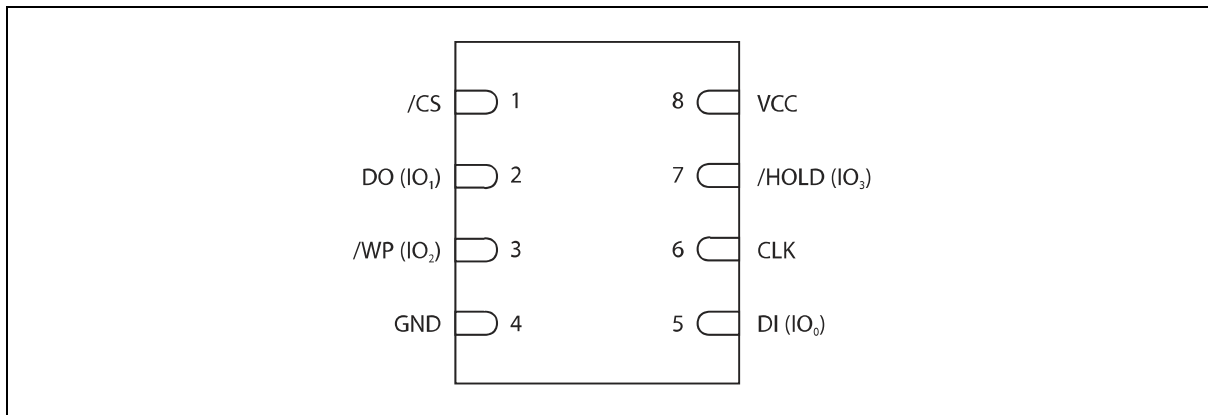 /CS 1 8 VCC
DO (IO₁) 2 7 /HOLD (IO₃)
/WP (IO₂) 3 6 CLK
GND 4 5 DI (IO₀)